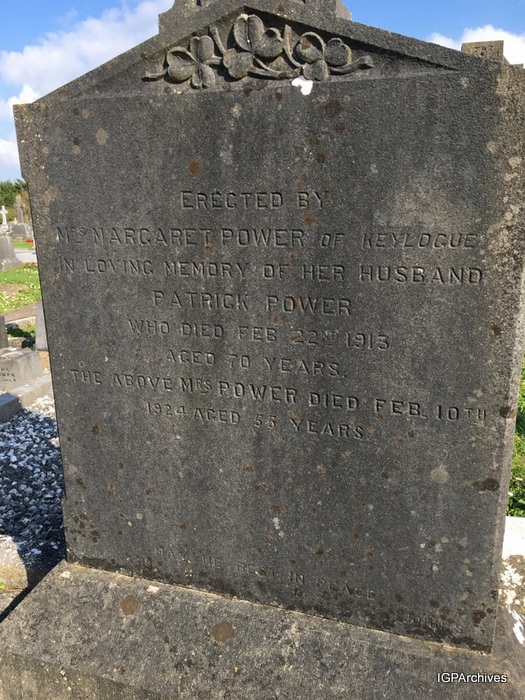 ERECTED BY
MRS MARGARET POWER OF KEYLOGUE
IN LOVING MEMORY OF HER HUSBAND
PATRICK POWER
WHO DIED FEB 22ND 1913
AGED 70 YEARS.
THE ABOVE MRS POWER DIED FEB. 10TH
1924 AGED 55 YEARS
MAY HE REST IN PEACE
IGPArchives